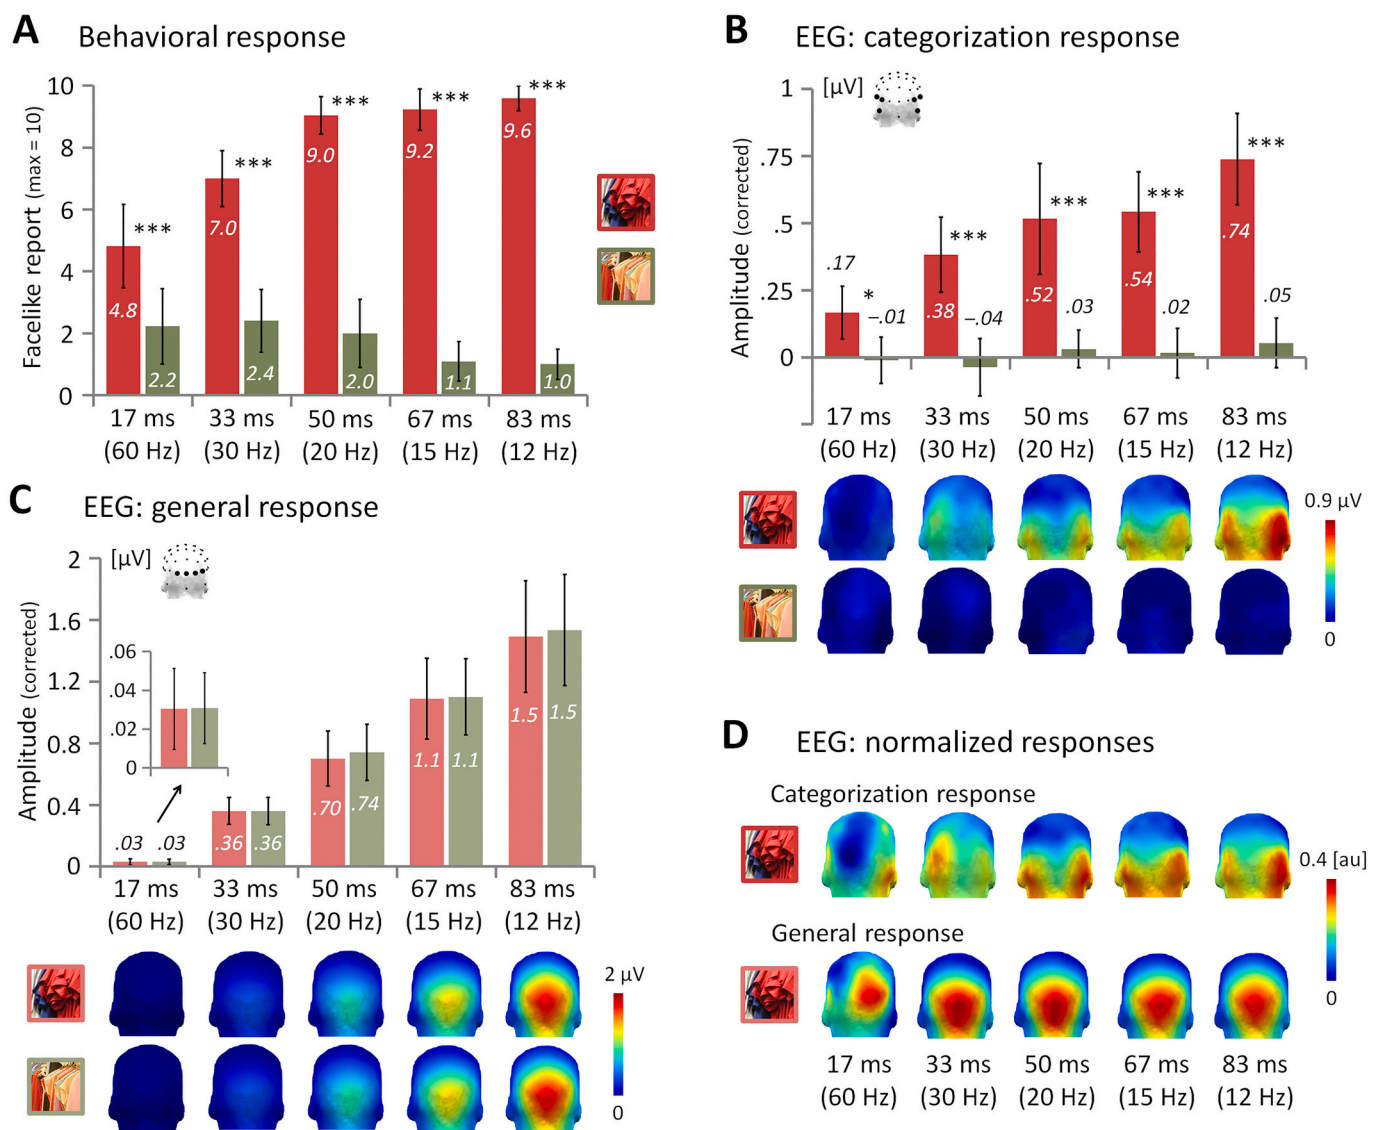 A Behavioral response
Facelike report (max = 10)
10
8
6
4
2
0
4.8
2.2
7.0
2.4
9.0
2.0
9.2
1.1
9.6
1.0
***
***
***
***
***
17 ms
(60 Hz)
33 ms
(30 Hz)
50 ms
(20 Hz)
67 ms
(15 Hz)
83 ms
(12 Hz)
B EEG: categorization response
[µV]
Amplitude (corrected)
1
.75
.5
.25
0
.17
–.01
.38
–.04
.52
.03
.54
.02
.74
.05
*
***
***
***
***
17 ms
(60 Hz)
33 ms
(30 Hz)
50 ms
(20 Hz)
67 ms
(15 Hz)
83 ms
(12 Hz)
0.9 µV
0
C EEG: general response
[µV]
Amplitude (corrected)
2
1.6
1.2
0.8
0.4
0
.06
.04
.02
0
.03
.03
.36
.36
.70
.74
1.1
1.1
1.5
1.5
17 ms
(60 Hz)
33 ms
(30 Hz)
50 ms
(20 Hz)
67 ms
(15 Hz)
83 ms
(12 Hz)
2 µV
0
D EEG: normalized responses
Categorization response
General response
0.4 [au]
0
17 ms
(60 Hz)
33 ms
(30 Hz)
50 ms
(20 Hz)
67 ms
(15 Hz)
83 ms
(12 Hz)